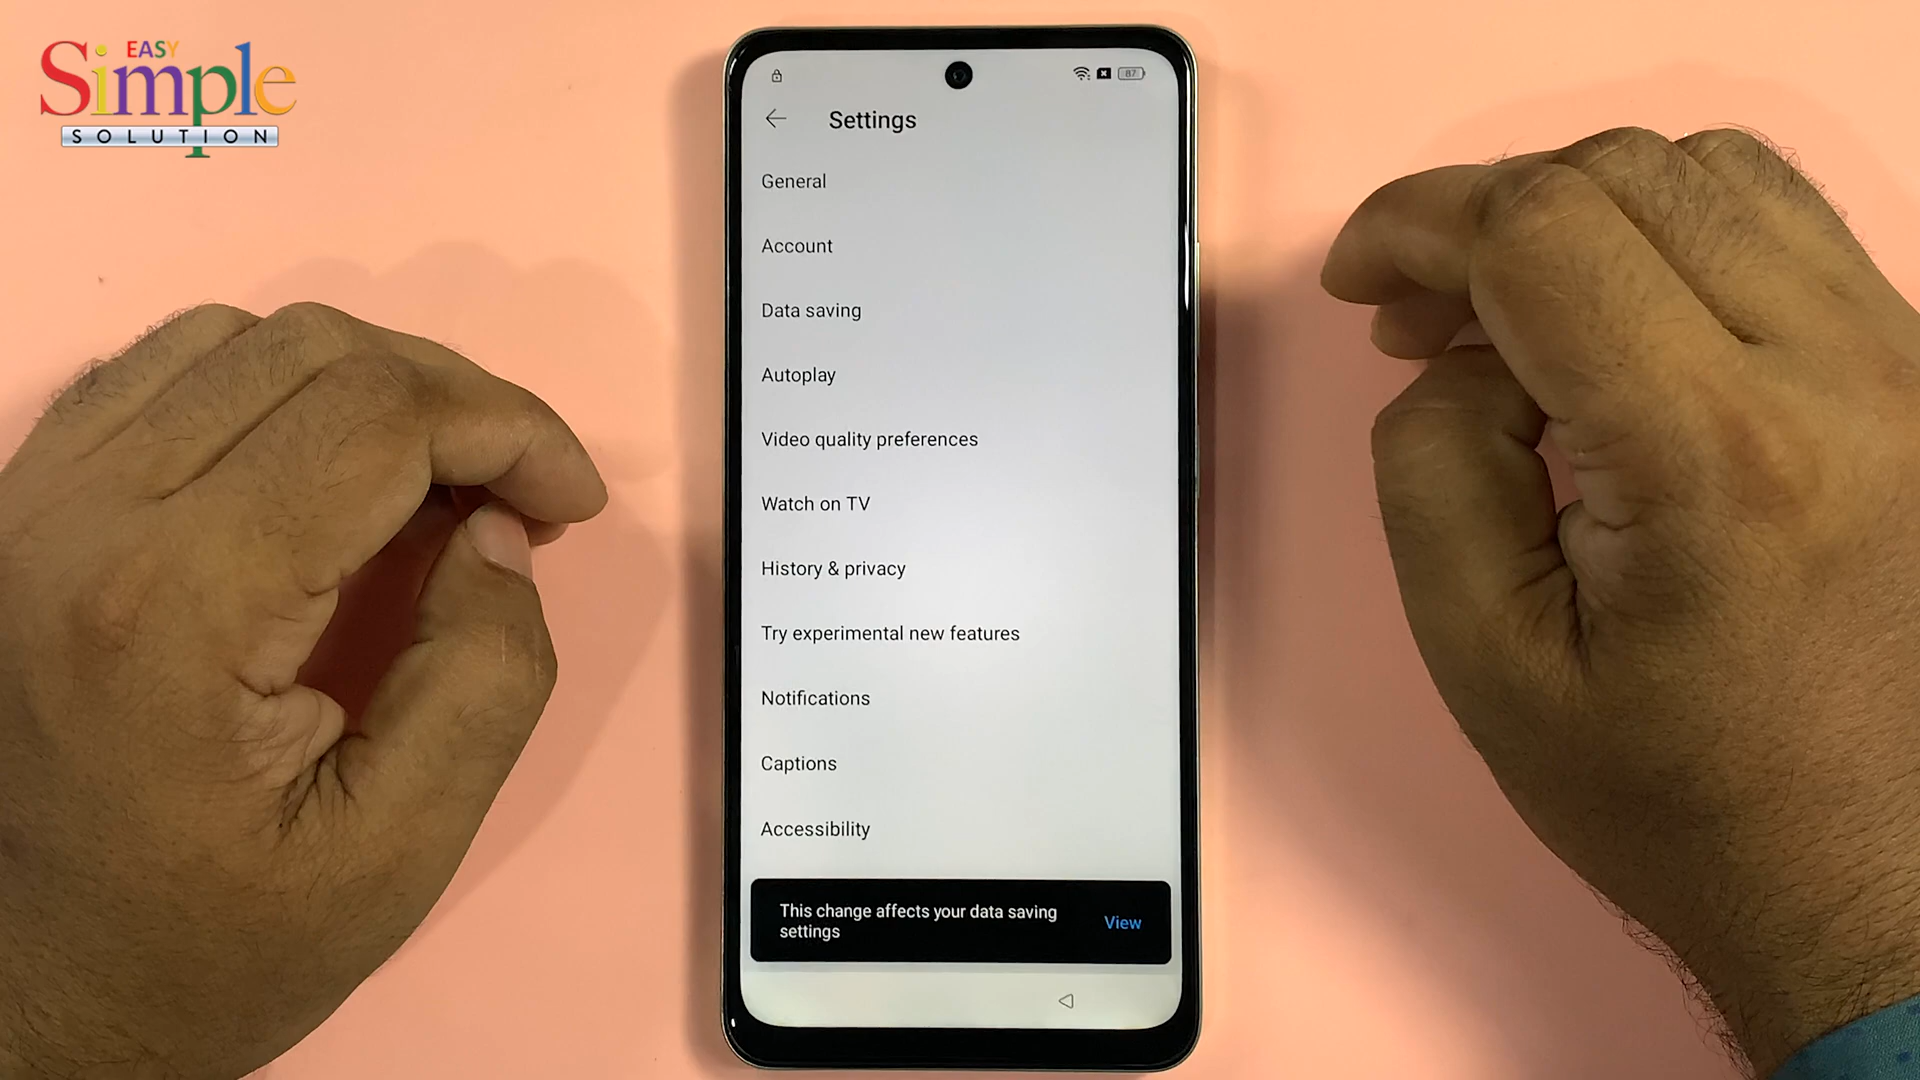 EASY
Simple
SOLUTION
87
Settings
General
Account
Data saving
Autoplay
Video quality preferences
Watch on TV
History & privacy
Try experimental new features
Notifications
Captions
Accessibility
This change affects your data saving
settings
View